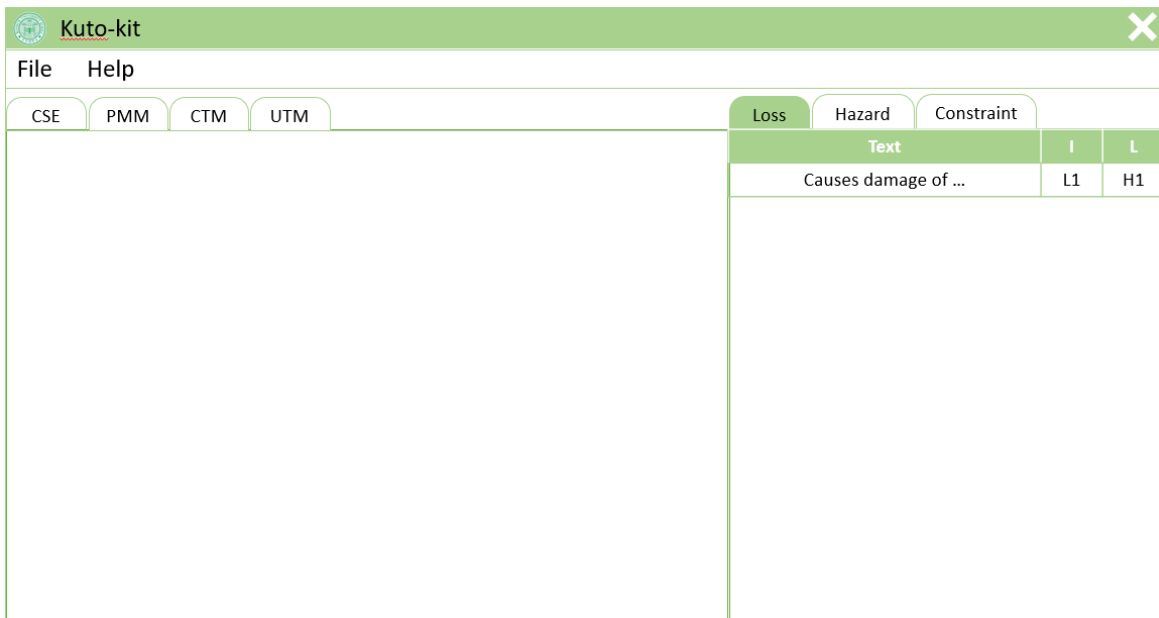 Kuto-kit
File Help
CSE PMM CTM UTM
Loss Hazard Constraint
Text I L
Causes damage of ... L1 H1